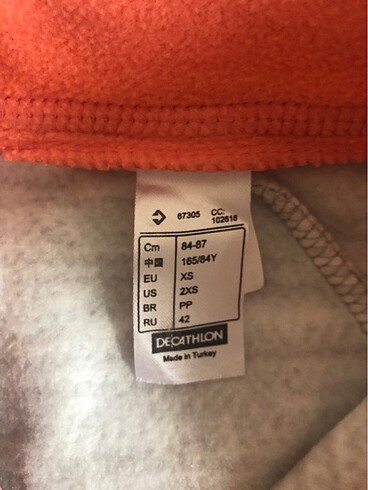 67305 CC: 102618
Cm 84-87
中国 165/84Y
EU XS
US 2XS
BR PP
RU 42
DECATHLON
Made in Turkey